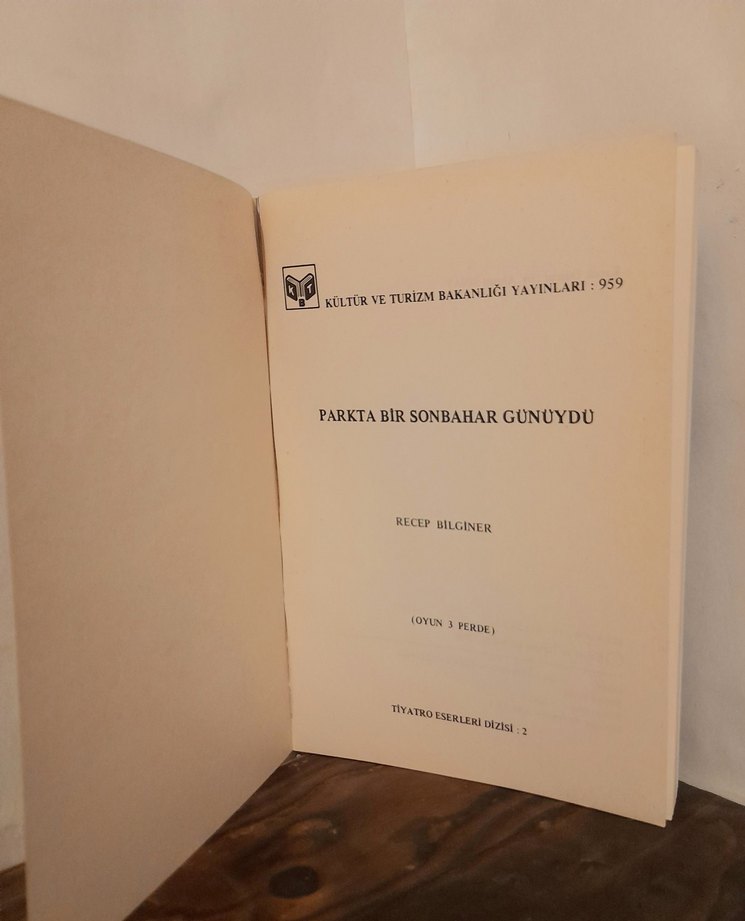 KBT
KÜLTÜR VE TURİZM BAKANLIĞI YAYINLARI : 959
PARKTA BİR SONBAHAR GÜNÜYDÜ
RECEP BİLGİNER
(OYUN 3 PERDE)
TİYATRO ESERLERİ DİZİSİ : 2